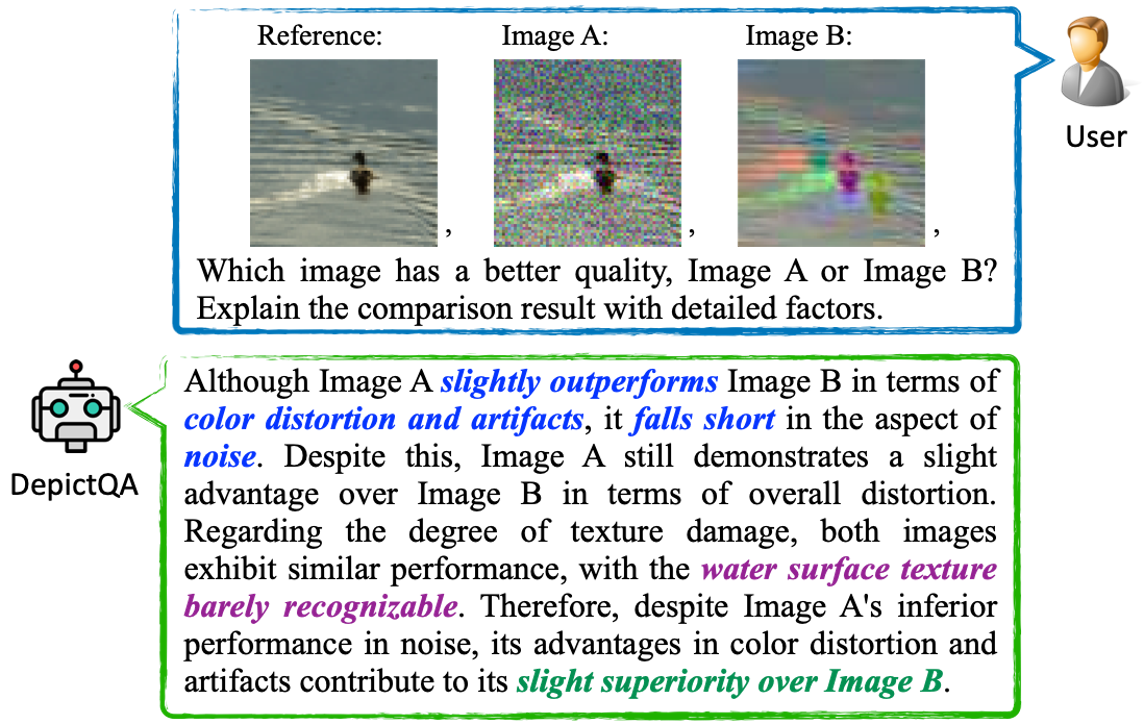 Reference: Image A: Image B:
, , ,
User
Which image has a better quality, Image A or Image B?
Explain the comparison result with detailed factors.
Although Image A slightly outperforms Image B in terms of
color distortion and artifacts, it falls short in the aspect of
noise. Despite this, Image A still demonstrates a slight
advantage over Image B in terms of overall distortion.
Regarding the degree of texture damage, both images
exhibit similar performance, with the water surface texture
barely recognizable. Therefore, despite Image A's inferior
performance in noise, its advantages in color distortion and
artifacts contribute to its slight superiority over Image B.
DepictQA